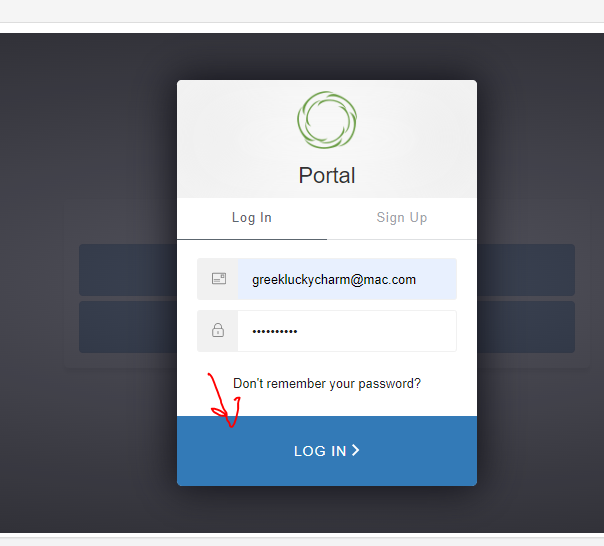 Portal
Log In
Sign Up
greekluckycharm@mac.com
••••••••••
Don't remember your password?
LOG IN